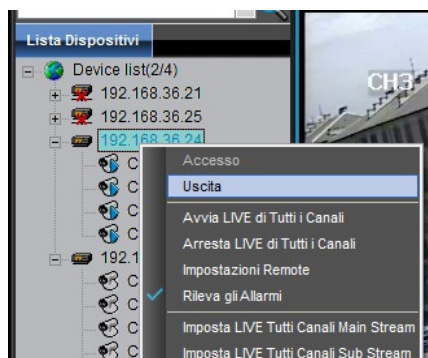 Lista Dispositivi
Device list(2/4)
192.168.36.21
192.168.36.25
192.168.36.24
C
Accesso
C
Uscita
C
Avvia LIVE di Tutti i Canali
C
Arresta LIVE di Tutti i Canali
192.1
Impostazioni Remote
C
Rileva gli Allarmi
C
C
Imposta LIVE Tutti Canali Main Stream
C
Imposta LIVE Tutti Canali Sub Stream
CH3